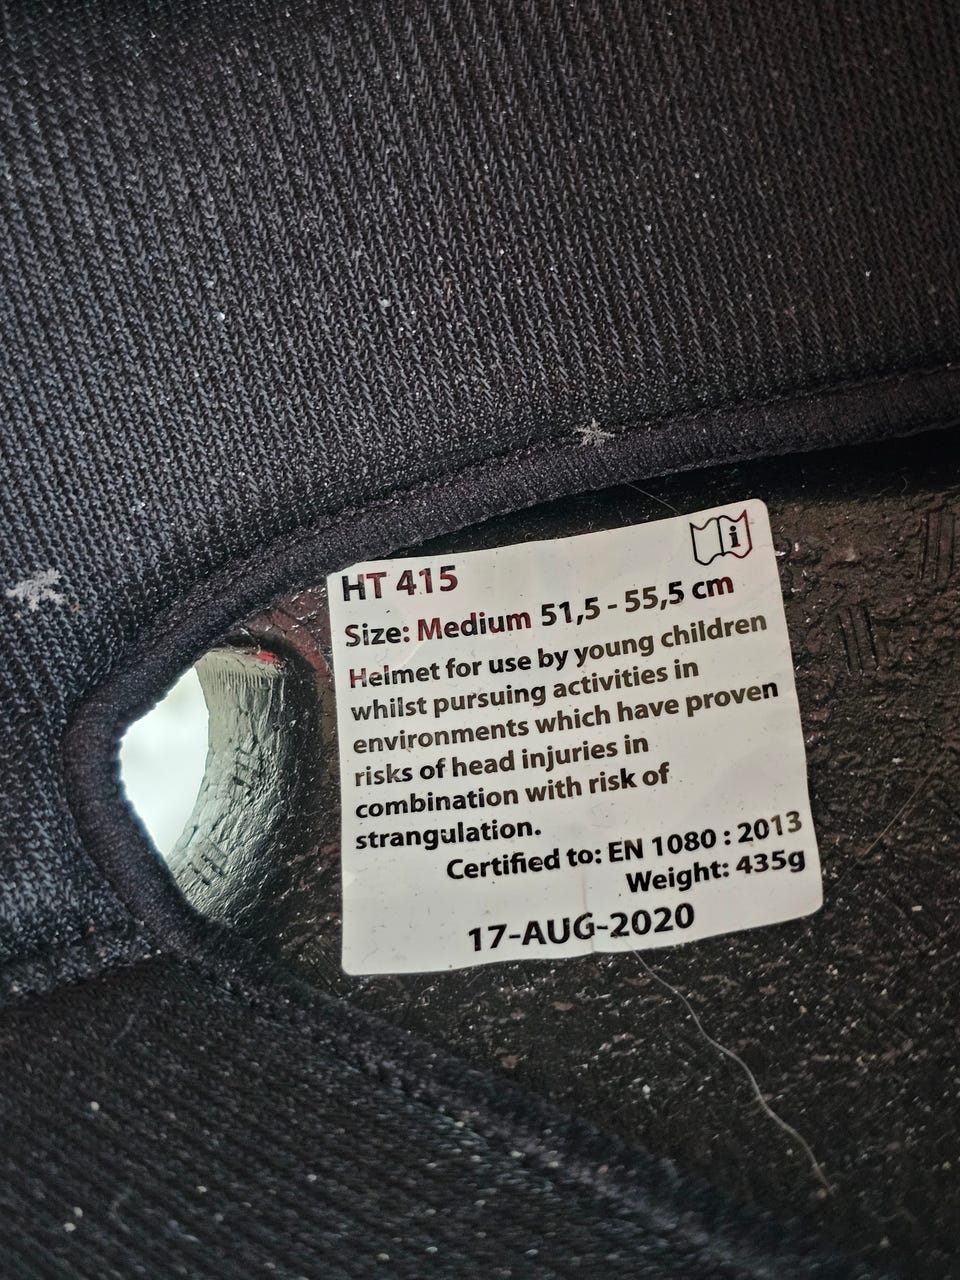 HT 415
Size: Medium 51,5 - 55,5 cm
Helmet for use by young children
whilst pursuing activities in
environments which have proven
risks of head injuries in
combination with risk of
strangulation.
Certified to: EN 1080 : 2013
Weight: 435g
17-AUG-2020